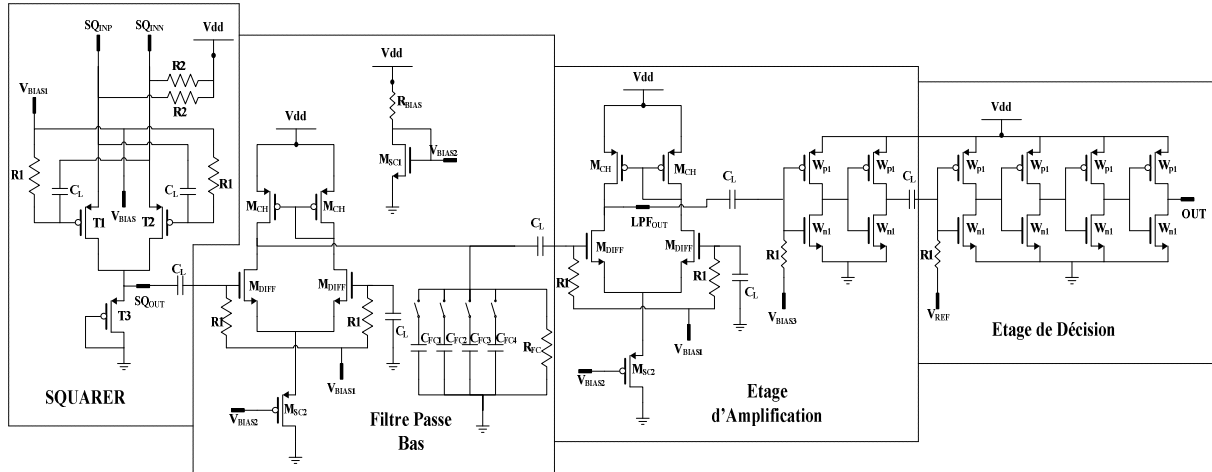 SQINP
SQINN
Vdd
R2
R2
VBIAS1
R1
CL
CL
R1
T1
VBIAS
T2
CL
SQOUT
T3
SQUARER
Vdd
RBIAS
MSC1
VBIAS2
Vdd
MCH
MCH
MDIFF
MDIFF
R1
R1
CL
VBIAS1
VBIAS2
MSC2
CFC1
CFC2
CFC3
CFC4
RFC
Filtre Passe
Bas
CL
Vdd
MCH
MCH
LPFOUT
MDIFF
MDIFF
R1
R1
CL
VBIAS1
VBIAS2
MSC2
CL
Wp1
Wp1
Wn1
Wn1
R1
VBIAS3
Etage
d'Amplification
CL
Vdd
Wp1
Wp1
Wp1
Wp1
Wn1
Wn1
Wn1
Wn1
OUT
R1
VREF
Etage de Décision